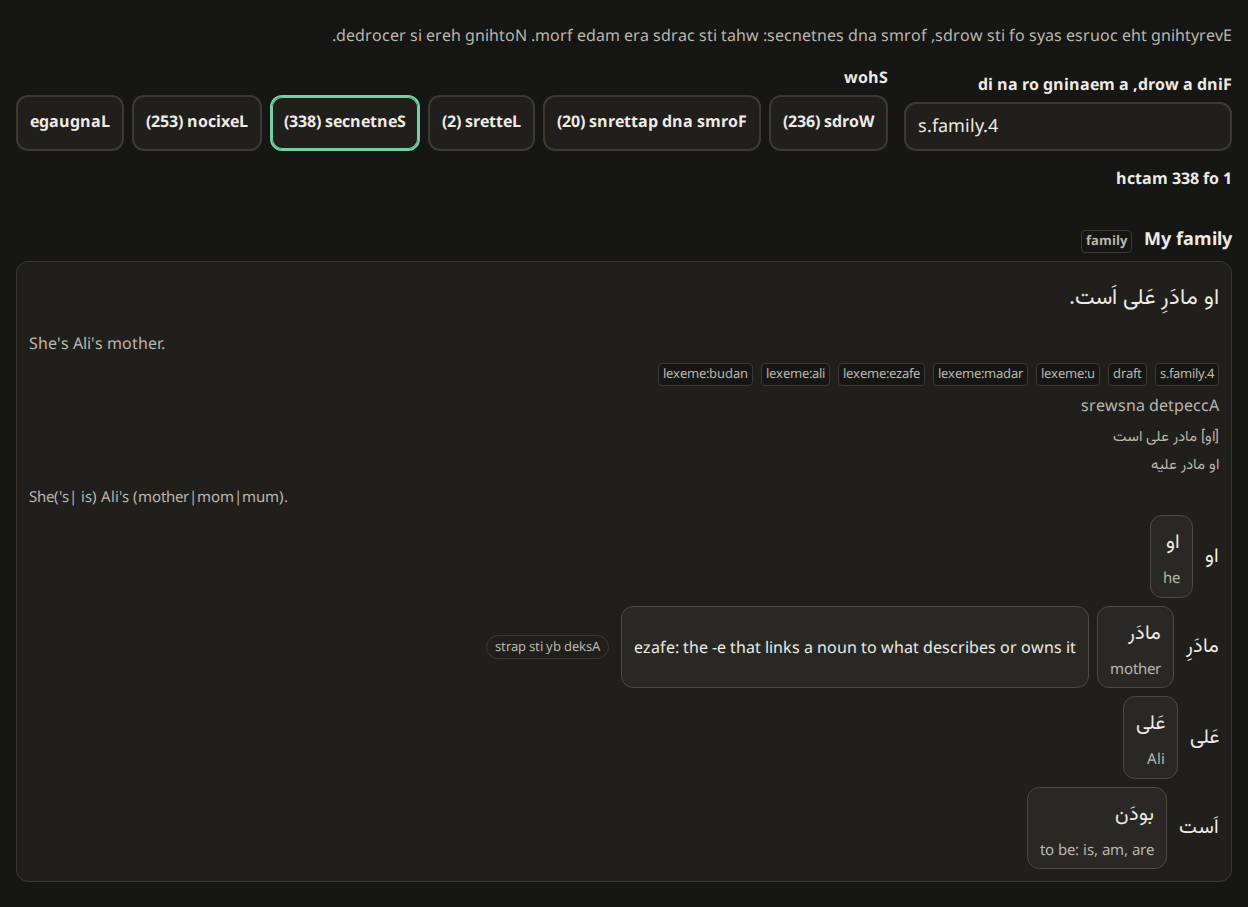 .dedrocer si ereh gnihtoN .morf edam era sdrac sti tahw :secnetnes dna smrof ,sdrow sti fo syas esruoc eht gnihtyrevE
di na ro gninaem a ,drow a dniF
s.family.4
wohS
(236) sdroW
(20) snrettap dna smroF
(2) sretteL
(338) secnetneS
(253) nocixeL
egaugnaL
hctam 338 fo 1
My family
family
او مادَرِ عَلی اَست.
She's Ali's mother.
s.family.4 draft lexeme:u lexeme:madar lexeme:ezafe lexeme:ali lexeme:budan
srewsna detpeccA
[او] مادر علی است
او مادر علیه
She('s| is) Ali's (mother|mom|mum).
او
او
he
مادَرِ
مادَر
mother
ezafe: the -e that links a noun to what describes or owns it
strap sti yb deksA
عَلی
عَلی
Ali
اَست
بودَن
to be: is, am, are